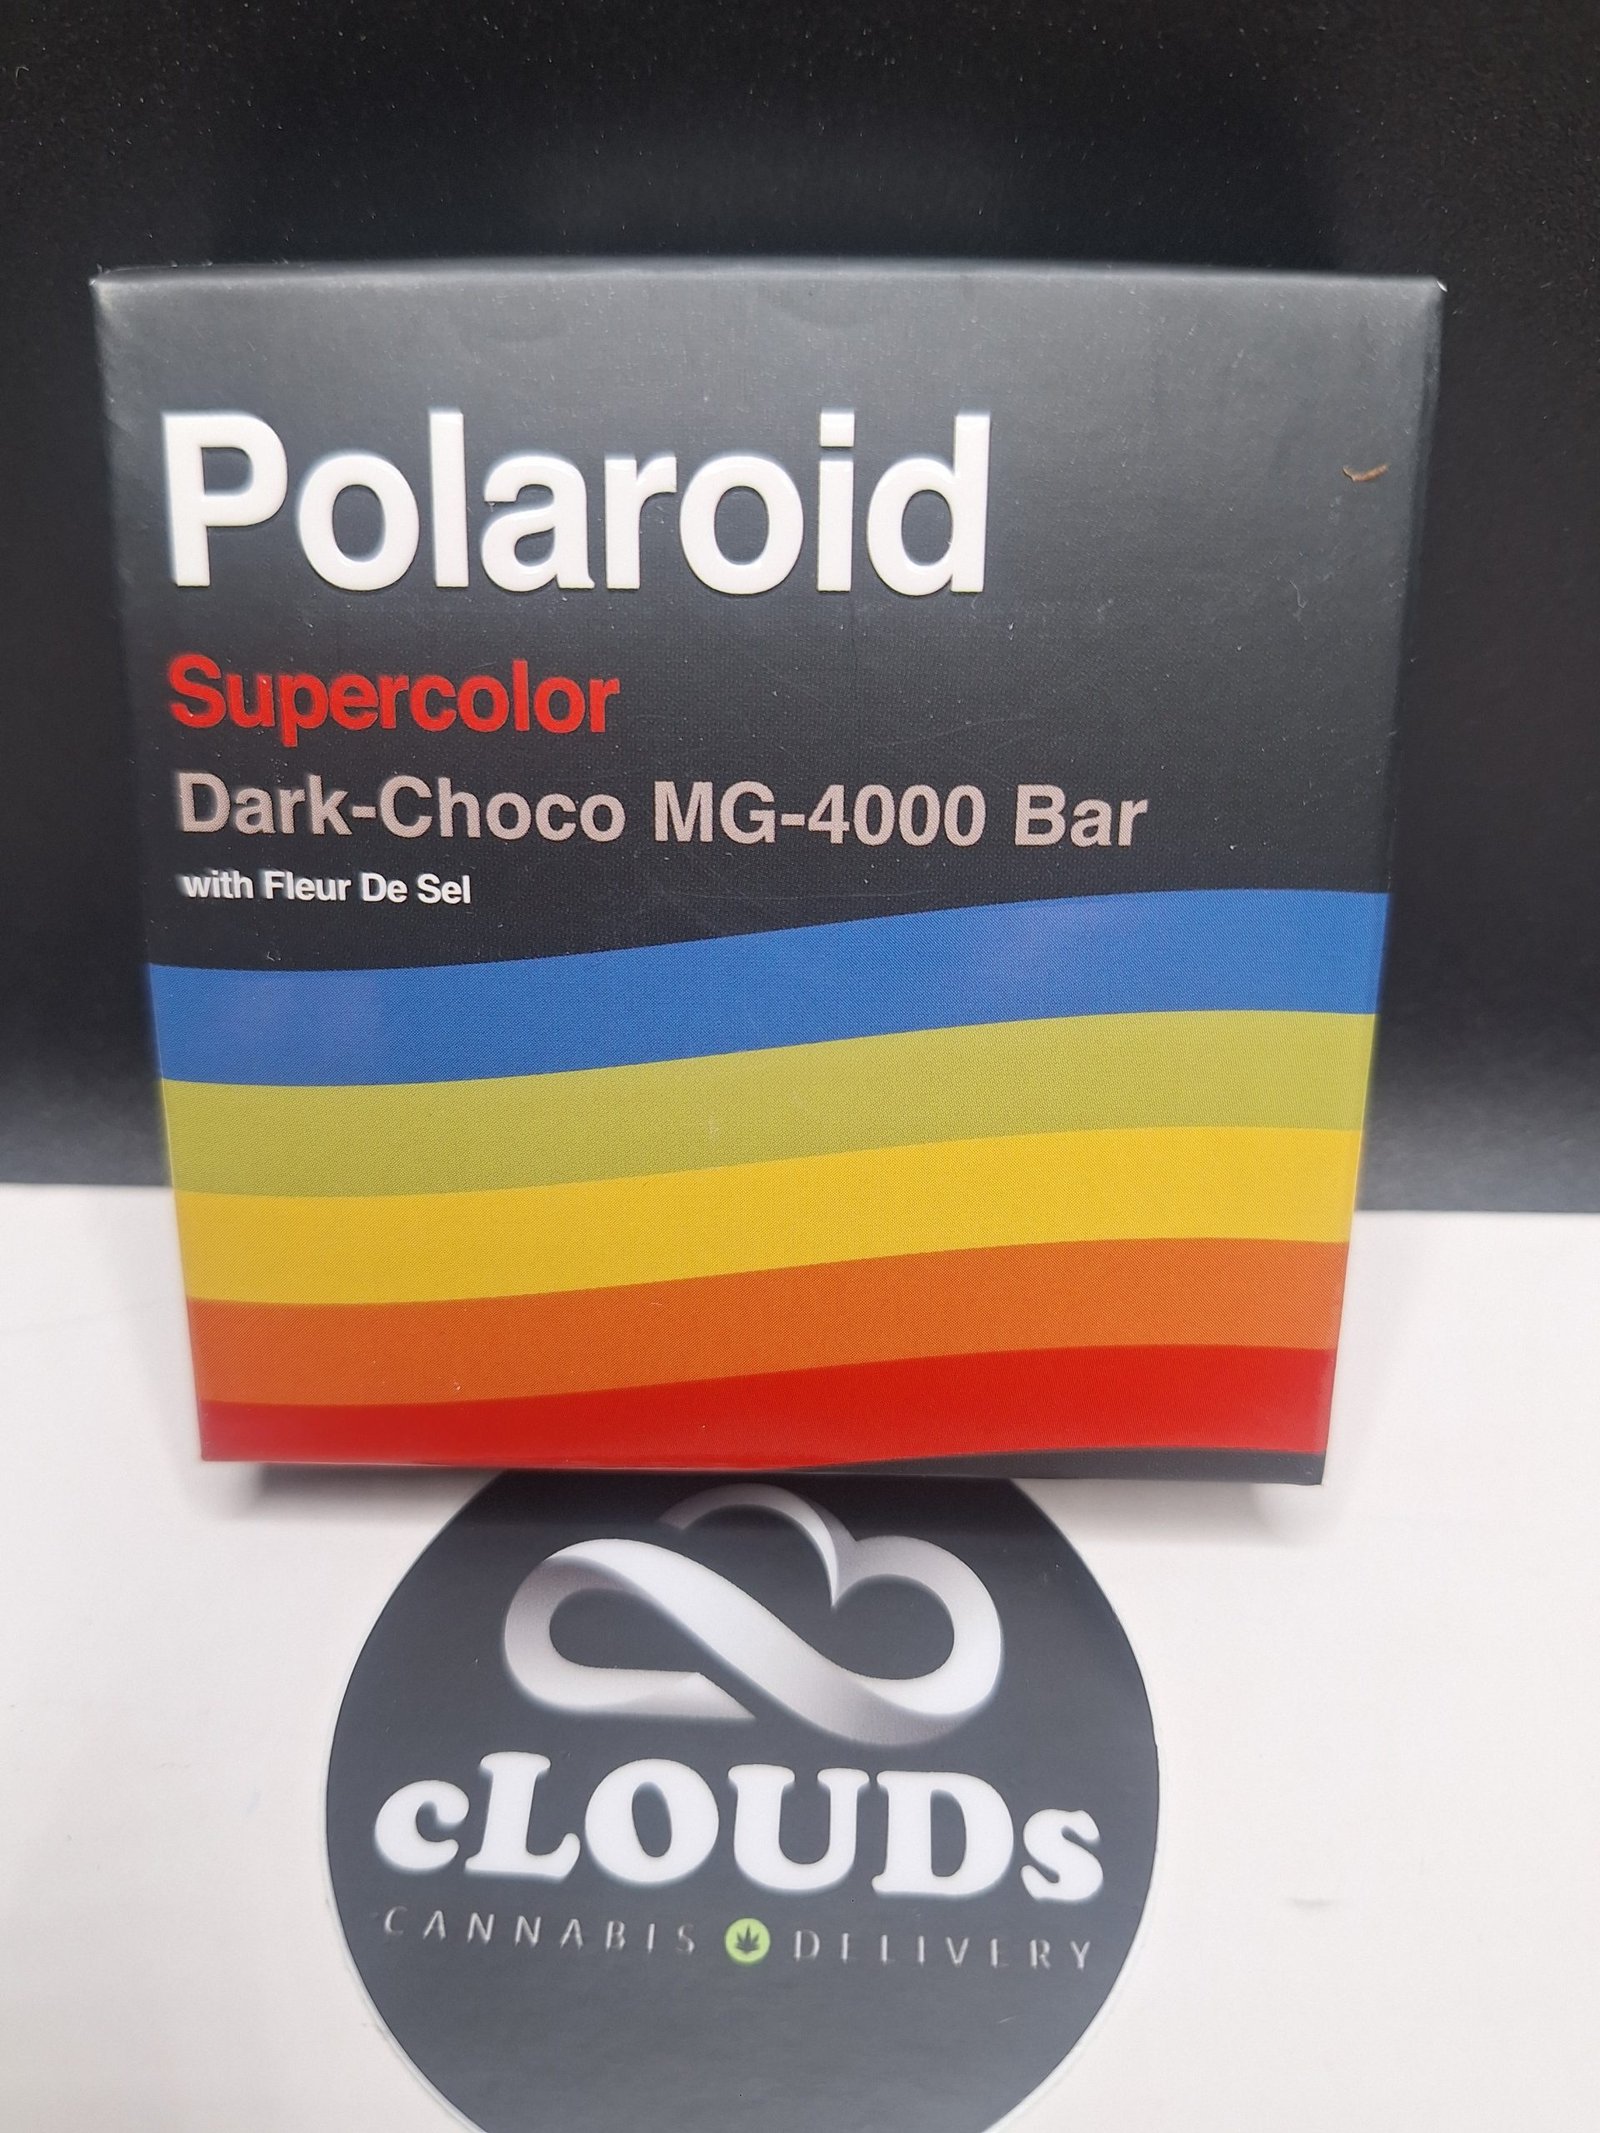 Polaroid
Supercolor
Dark-Choco MG-4000 Bar
with Fleur De Sel
cLOUDs
CANNABIS DELIVERY